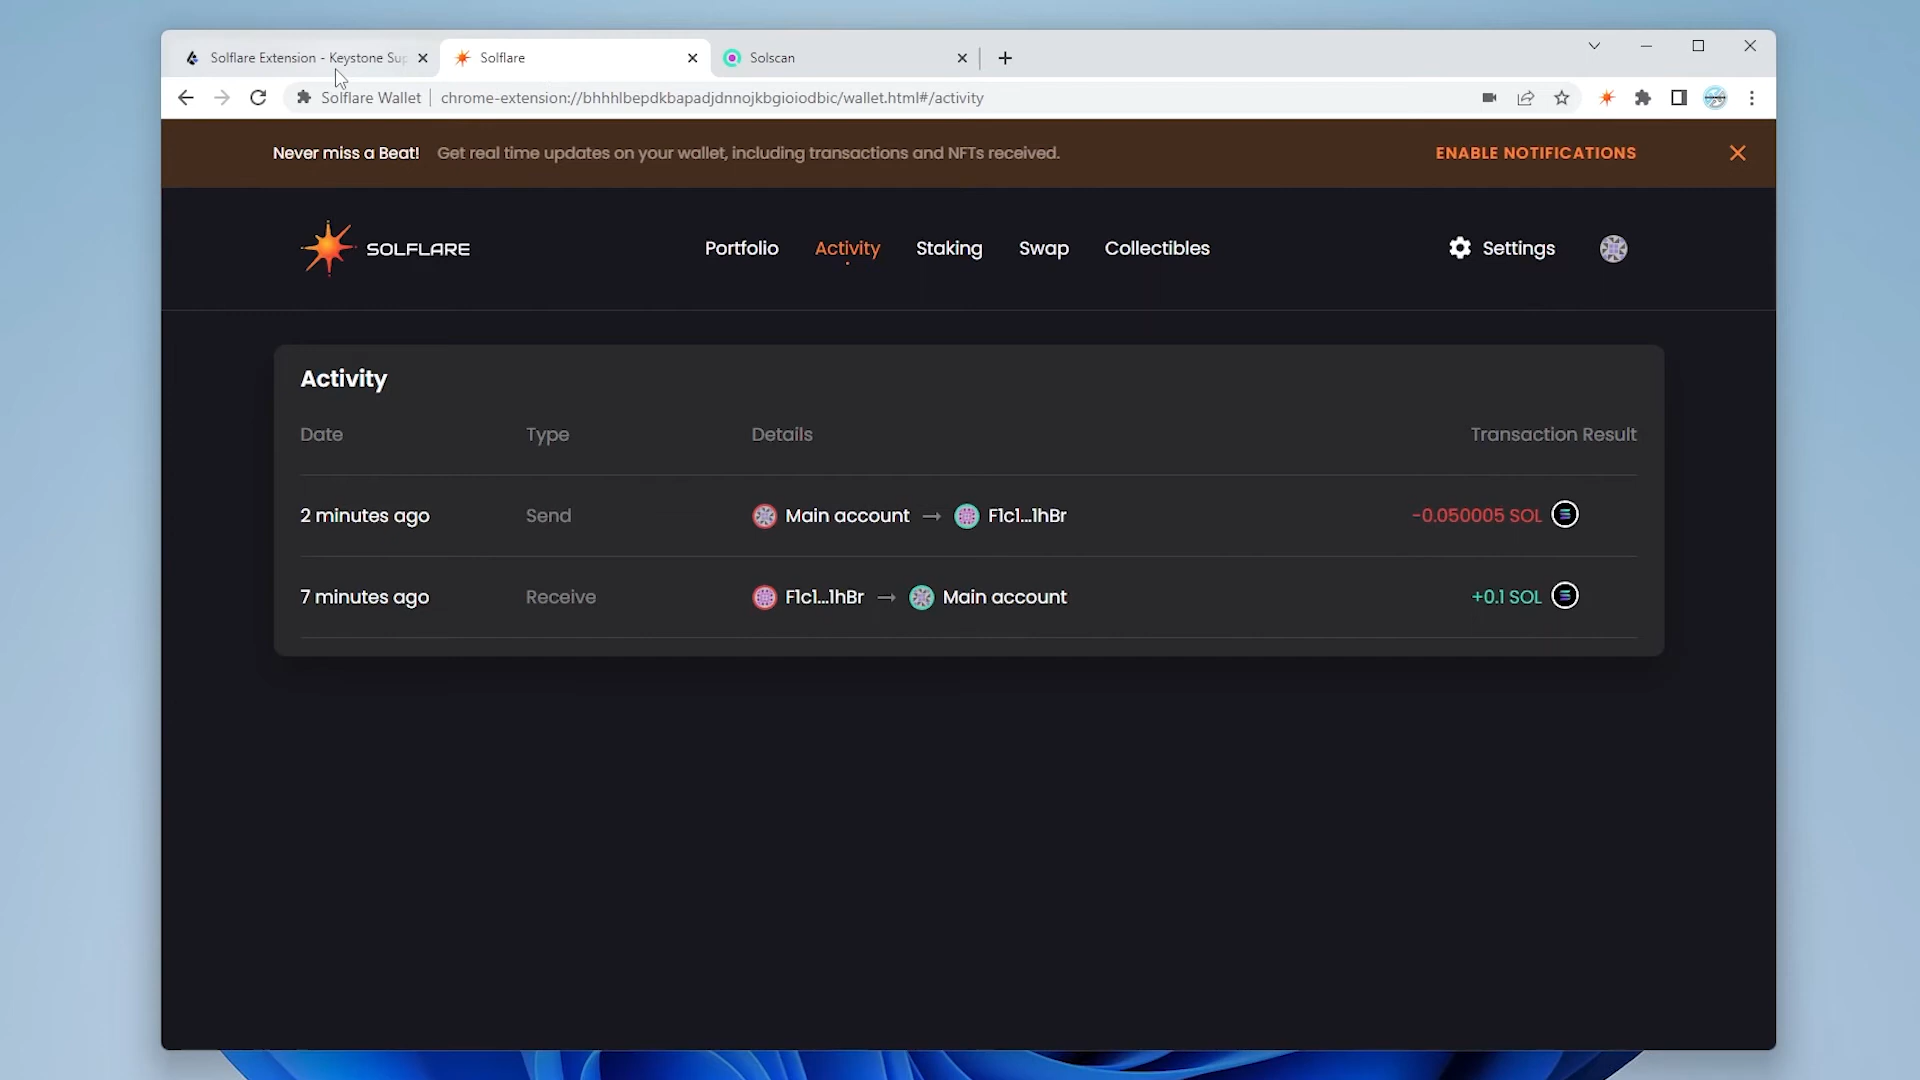 Solflare Extension - Keystone Sup
Solflare
Solscan
Solflare Wallet
chrome-extension://bhhhlbepdkbapadjdnnojkbgioiodbic/wallet.html#/activity
Never miss a Beat! Get real time updates on your wallet, including transactions and NFTs received.
ENABLE NOTIFICATIONS
SOLFLARE
Portfolio
Activity
Staking
Swap
Collectibles
Settings
Activity
Date Type Details Transaction Result
2 minutes ago Send Main account → F1c1...1hBr -0.050005 SOL
7 minutes ago Receive F1c1...1hBr → Main account +0.1 SOL